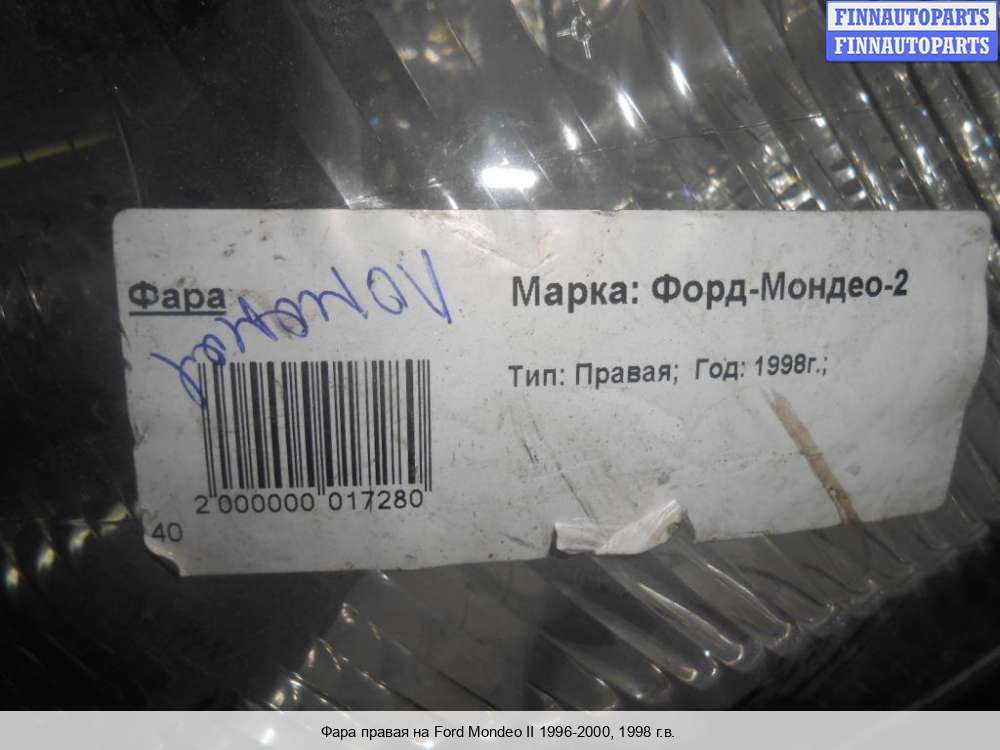 FINNAUTOPARTS
FINNAUTOPARTS
Фара
Марка: Форд-Мондео-2
Тип: Правая; Год: 1998г.;
2 000000 017280
40
Фара правая на Ford Mondeo II 1996-2000, 1998 г.в.